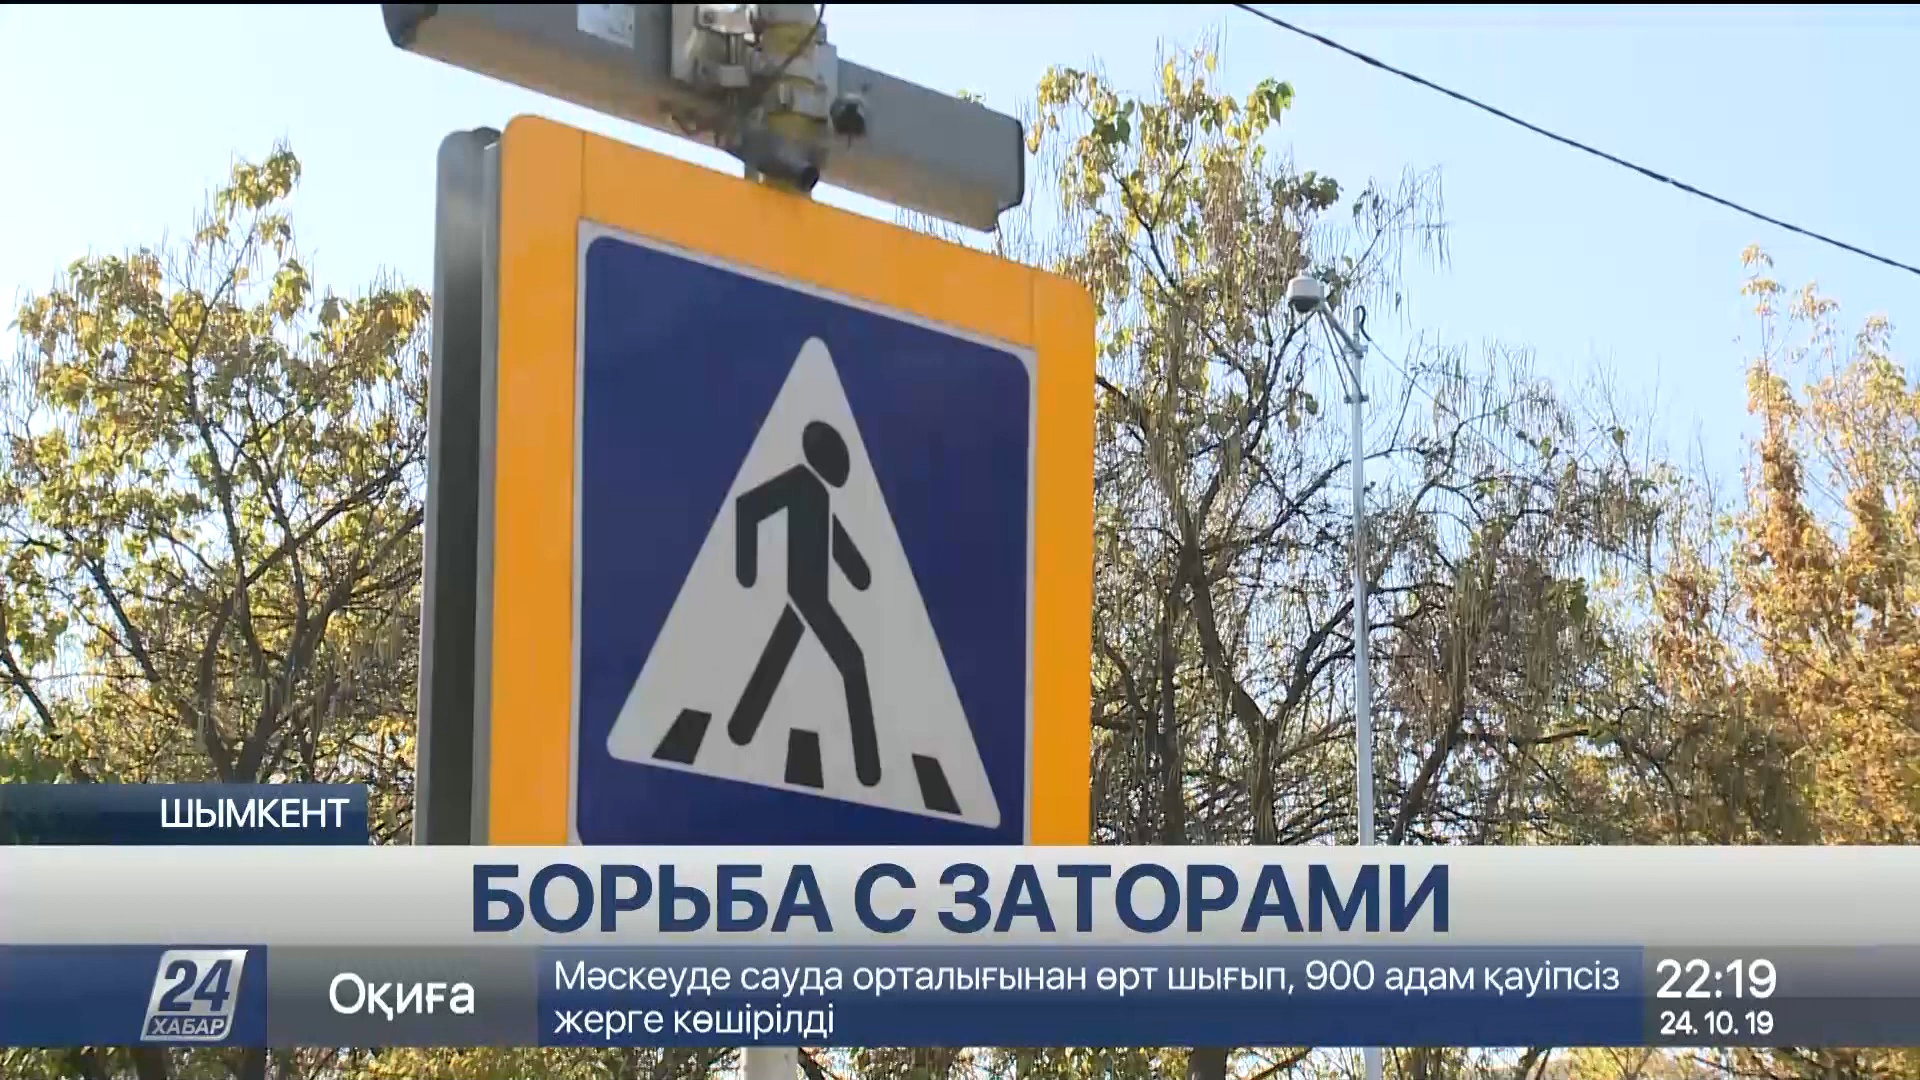 ШЫМКЕНТ
БОРЬБА С ЗАТОРАМИ
24
ХАБАР
Оқиға
Мәскеуде сауда орталығынан өрт шығып, 900 адам қауіпсіз
жерге көшірілді
22:19
24. 10. 19